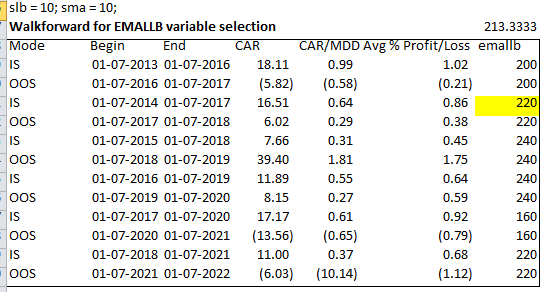 slb = 10; sma = 10;
Walkforward for EMALLB variable selection 213.3333
Mode Begin End CAR CAR/MDD Avg % Profit/Loss emallb
IS 01-07-2013 01-07-2016 18.11 0.99 1.02 200
OOS 01-07-2016 01-07-2017 (5.82) (0.58) (0.21) 200
IS 01-07-2014 01-07-2017 16.51 0.64 0.86 220
OOS 01-07-2017 01-07-2018 6.02 0.29 0.38 220
IS 01-07-2015 01-07-2018 7.66 0.31 0.45 240
OOS 01-07-2018 01-07-2019 39.40 1.81 1.75 240
IS 01-07-2016 01-07-2019 11.89 0.55 0.64 240
OOS 01-07-2019 01-07-2020 8.15 0.27 0.59 240
IS 01-07-2017 01-07-2020 17.17 0.61 0.92 160
OOS 01-07-2020 01-07-2021 (13.56) (0.65) (0.79) 160
IS 01-07-2018 01-07-2021 11.00 0.37 0.68 220
OOS 01-07-2021 01-07-2022 (6.03) (10.14) (1.12) 220